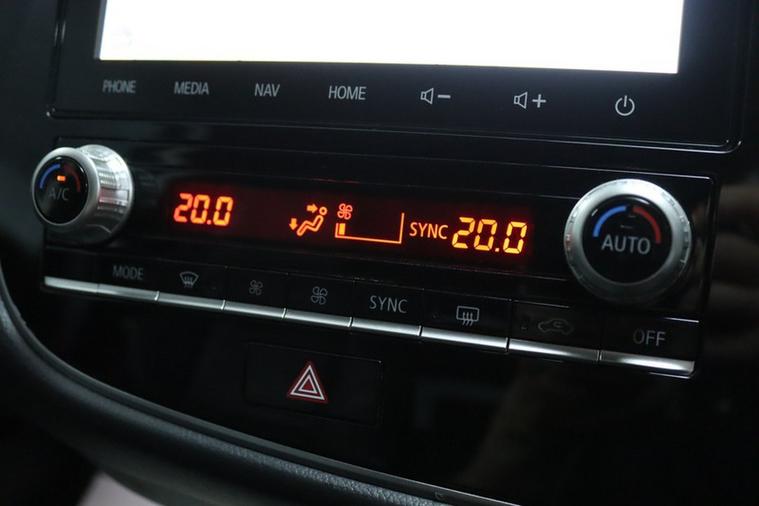 PHONE MEDIA NAV HOME
A/C 20.0 SYNC 20.0 AUTO
MODE SYNC OFF